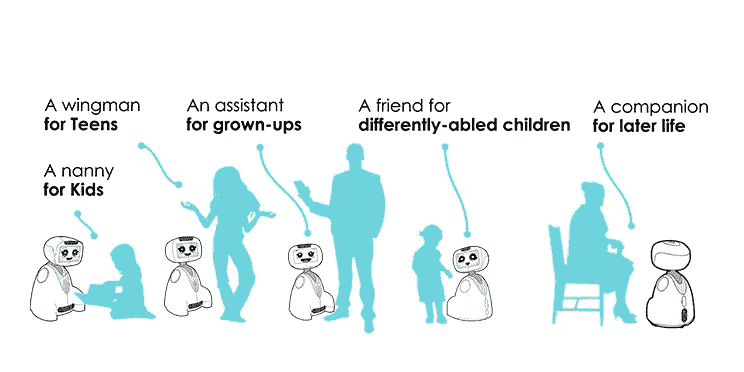 A wingman
for Teens
A nanny
for Kids
An assistant
for grown-ups
A friend for
differently-abled children
A companion
for later life